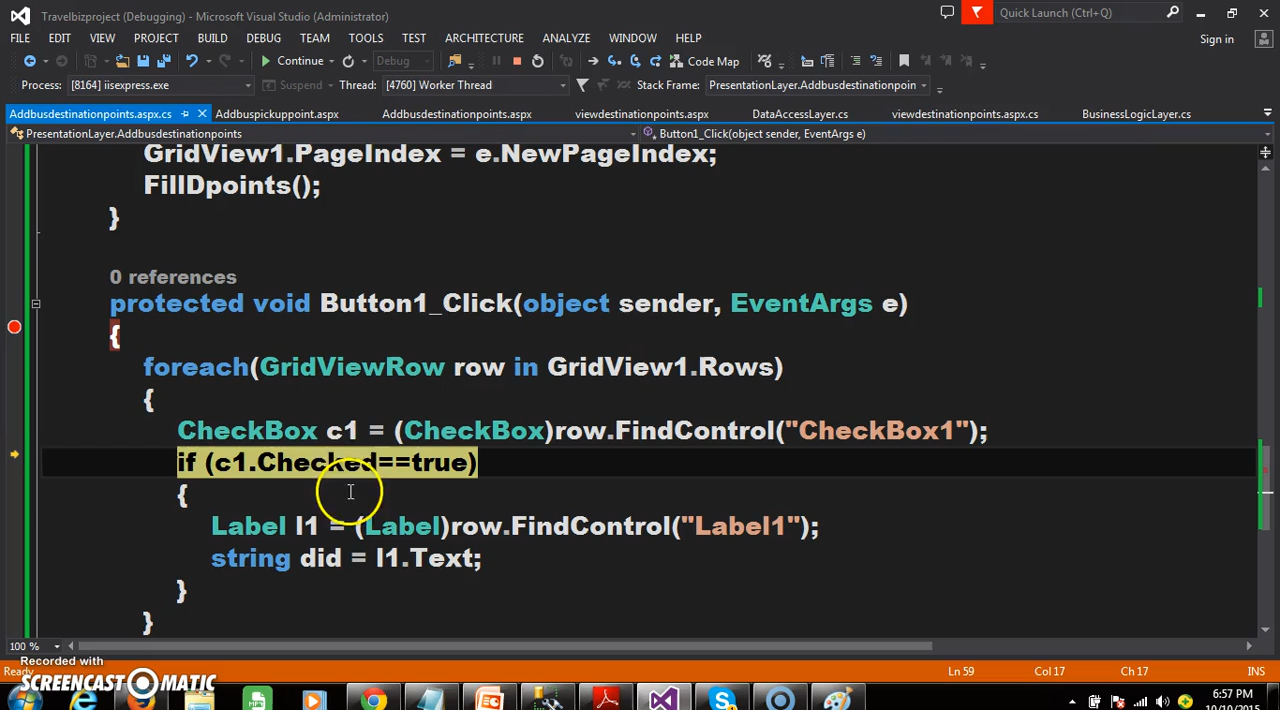 Travelbizproject (Debugging) - Microsoft Visual Studio (Administrator)
Quick Launch (Ctrl+Q)
FILE EDIT VIEW PROJECT BUILD DEBUG TEAM TOOLS TEST ARCHITECTURE ANALYZE WINDOW HELP
Sign in
Continue Debug Code Map
Process: [8164] iisexpress.exe Suspend Thread: [4760] Worker Thread Stack Frame: PresentationLayer.Addbusdestinationpoin
Addbusdestinationpoints.aspx.cs Addbuspickuppoint.aspx Addbusdestinationpoints.aspx viewdestinationpoints.aspx DataAccessLayer.cs viewdestinationpoints.aspx.cs BusinessLogicLayer.cs
PresentationLayer.Addbusdestinationpoints Button1_Click(object sender, EventArgs e)
GridView1.PageIndex = e.NewPageIndex;
FillDpoints();
}
0 references
protected void Button1_Click(object sender, EventArgs e)
{
foreach(GridViewRow row in GridView1.Rows)
{
CheckBox c1 = (CheckBox)row.FindControl("CheckBox1");
if (c1.Checked==true)
{
Label l1 = (Label)row.FindControl("Label1");
string did = l1.Text;
}
}
100 %
Ready Ln 59 Col 17 Ch 17 INS
Recorded with
SCREENCAST MATIC
6:57 PM
10/10/2015